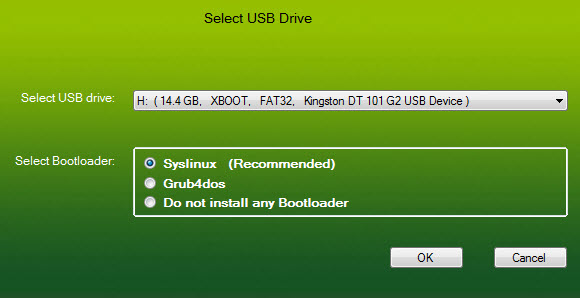 Select USB Drive
Select USB drive: H: ( 14.4 GB, XBOOT, FAT32, Kingston DT 101 G2 USB Device )
Select Bootloader: Syslinux (Recommended)
Grub4dos
Do not install any Bootloader
OK Cancel